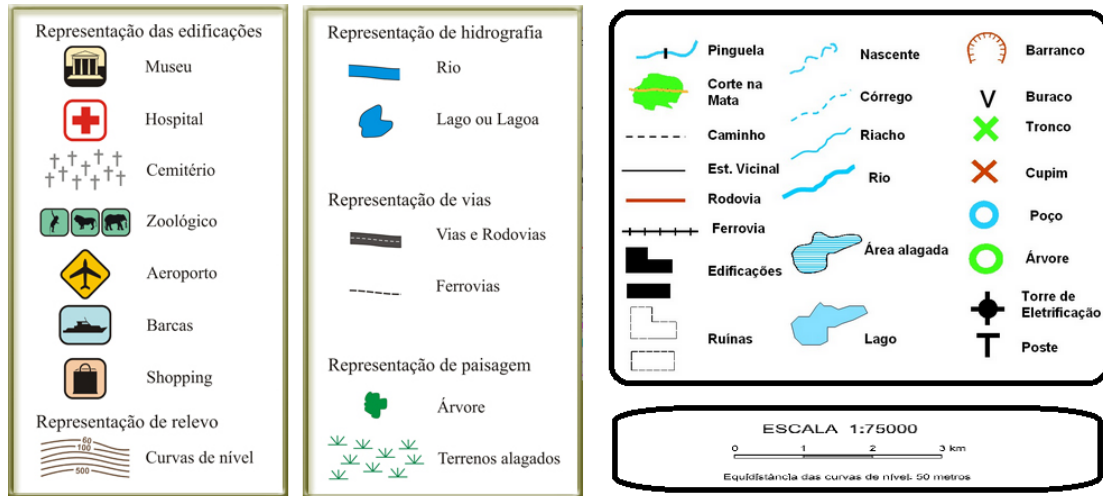 Representação das edificações
Museu
Hospital
Cemitério
Zoológico
Aeroporto
Barcas
Shopping
Representação de relevo
60
100
500
Curvas de nível
Representação de hidrografia
Rio
Lago ou Lagoa
Representação de vias
Vias e Rodovias
Ferrovias
Representação de paisagem
Árvore
Terrenos alagados
Pinguela
Corte na
Mata
Caminho
Est. Vicinal
Rodovia
Ferrovia
Edificações
Ruínas
Nascente
Córrego
Riacho
Rio
Área alagada
Lago
Barranco
V
Buraco
Tronco
Cupim
Poço
Árvore
Torre de
Eletrificação
Poste
ESCALA 1:75000
0 1 2 3 km
Equidistância das curvas de nível. 50 metros